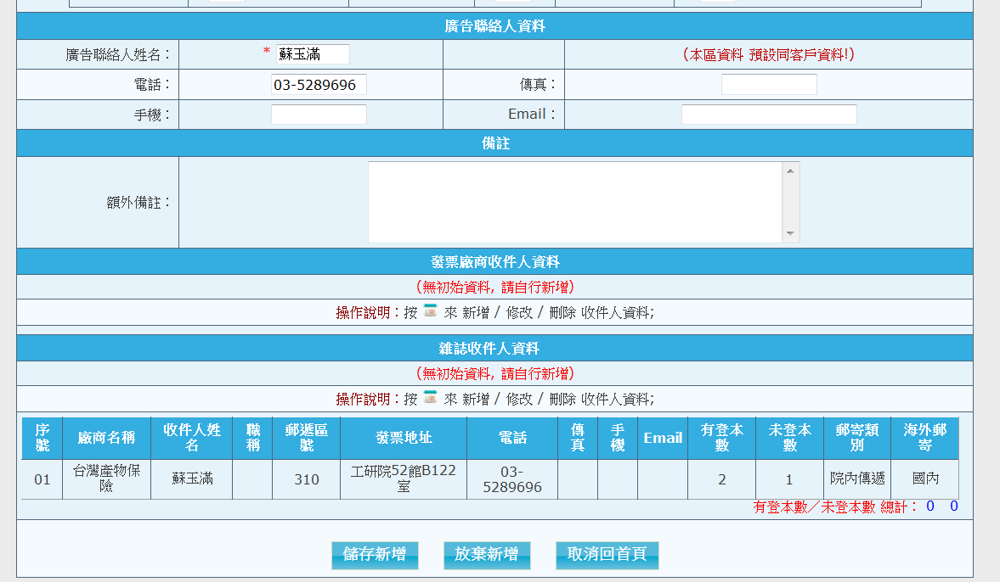 廣告聯絡人資料
廣告聯絡人姓名： * 蘇玉滿 (本區資料 預設同客戶資料!)
電話： 03-5289696 傳真：
手機： Email：
備註
額外備註：
發票廠商收件人資料
(無初始資料, 請自行新增)
操作說明：按 來 新增 / 修改 / 刪除 收件人資料;
雜誌收件人資料
(無初始資料, 請自行新增)
操作說明：按 來 新增 / 修改 / 刪除 收件人資料;
序號 廠商名稱 收件人姓名 職稱 郵遞區號 發票地址 電話 傳真 手機 Email 有登本數 未登本數 郵寄類別 海外郵寄
01 台灣產物保險 蘇玉滿 310 工研院52館B122室 03-5289696 2 1 院內傳遞 國內
有登本數／未登本數 總計： 0 0
儲存新增 放棄新增 取消回首頁